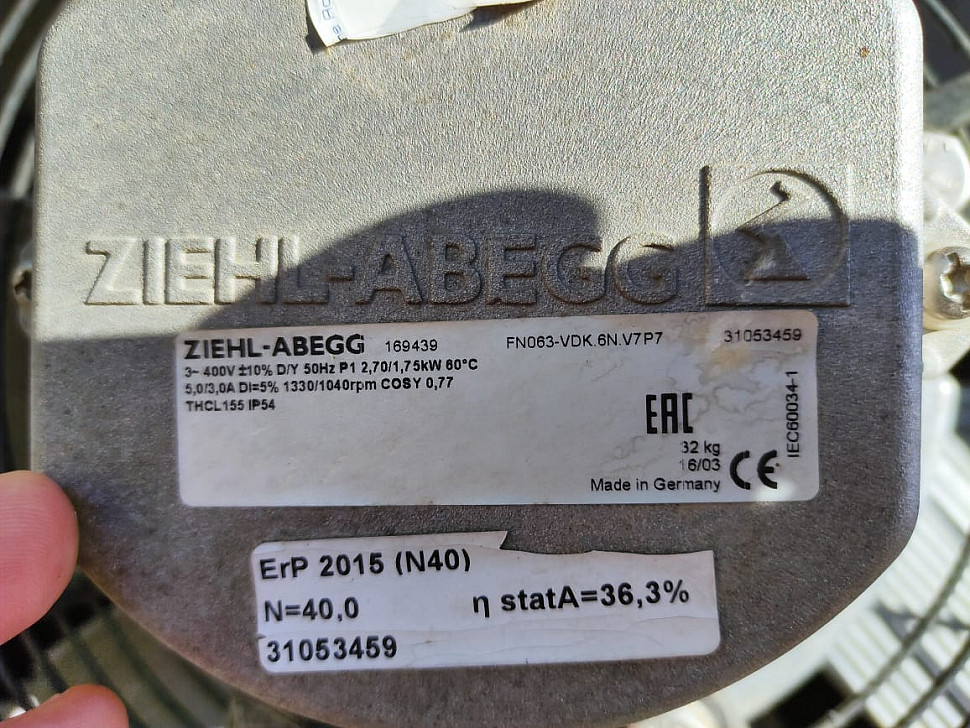 ZIEHL-ABEGG
ZIEHL-ABEGG 169439 FN063-VDK.6N.V7P7 31053459
3~ 400V ±10% D/Y 50Hz P1 2,70/1,75kW 60°C
5,0/3,0A DI=5% 1330/1040rpm COSY 0,77
THCL155 IP54
EAC
32 kg
16/03
Made in Germany CE
IEC60034-1
ErP 2015 (N40)
N=40,0 η statA=36,3%
31053459